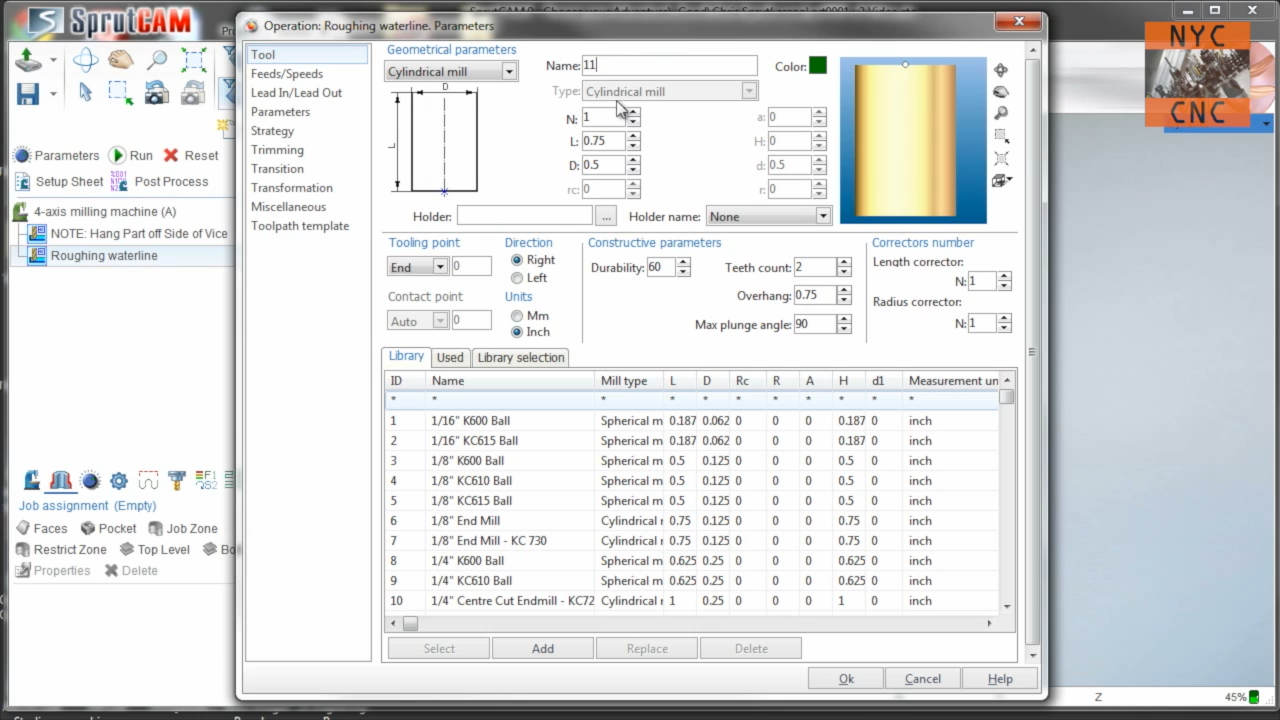 SprutCAM
NYC
CNC
Operation: Roughing waterline. Parameters
Parameters Run Reset
Setup Sheet Post Process
4-axis milling machine (A)
NOTE: Hang Part off Side of Vice
Roughing waterline
Job assignment (Empty)
Faces Pocket Job Zone
Restrict Zone Top Level
Properties Delete
Tool
Feeds/Speeds
Lead In/Lead Out
Parameters
Strategy
Trimming
Transition
Transformation
Miscellaneous
Toolpath template
Geometrical parameters
Cylindrical mill
Name: 11
Color:
Type: Cylindrical mill
D
L
N: 1 a: 0
L: 0.75 H: 0
D: 0.5 d: 0.5
rc: 0 r: 0
Holder: ... Holder name: None
Tooling point Direction Constructive parameters Correctors number
End 0 Right Durability: 60 Teeth count: 2 Length corrector:
Left N: 1
Contact point Units Overhang: 0.75 Radius corrector:
Auto 0 Mm
Inch Max plunge angle: 90 N: 1
Library Used Library selection
ID Name Mill type L D Rc R A H d1 Measurement un
* * * * * * * * * * *
1 1/16" K600 Ball Spherical m 0.187 0.062 0 0 0 0.187 0 inch
2 1/16" KC615 Ball Spherical m 0.187 0.062 0 0 0 0.187 0 inch
3 1/8" K600 Ball Spherical m 0.5 0.125 0 0 0 0.5 0 inch
4 1/8" KC610 Ball Spherical m 0.5 0.125 0 0 0 0.5 0 inch
5 1/8" KC615 Ball Spherical m 0.5 0.125 0 0 0 0.5 0 inch
6 1/8" End Mill Cylindrical r 0.75 0.125 0 0 0 0.75 0 inch
7 1/8" End Mill - KC 730 Cylindrical r 0.75 0.125 0 0 0 0.75 0 inch
8 1/4" K600 Ball Spherical m 0.625 0.25 0 0 0 0.625 0 inch
9 1/4" KC610 Ball Spherical m 0.625 0.25 0 0 0 0.625 0 inch
10 1/4" Centre Cut Endmill - KC72 Cylindrical r 1 0.25 0 0 0 1 0 inch
Select Add Replace Delete
Ok Cancel Help
Z 45%